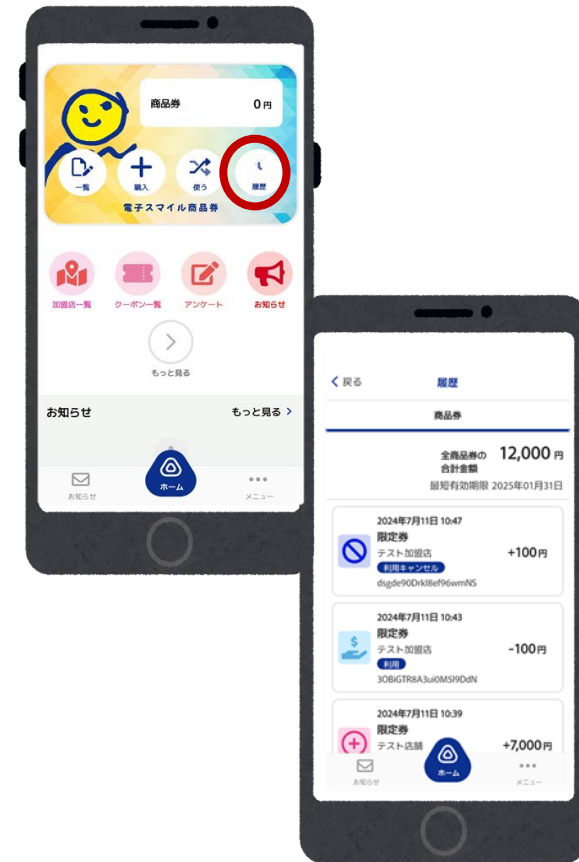 商品券 0 円
一覧 購入 使う 履歴
電子スマイル商品券
加盟店一覧 クーポン一覧 アンケート お知らせ
もっと見る
お知らせ もっと見る
お知らせ ホーム メニュー
戻る 履歴
商品券
全商品券の 12,000 円
合計金額
最短有効期限 2025年01月31日
2024年7月11日 10:47
限定券
テスト加盟店 +100円
利用キャンセル
dsgde90Drkl8ef96wmNS
2024年7月11日 10:43
限定券
テスト加盟店 -100円
利用
3OBiGTR8A3ui0MSI9DdN
2024年7月11日 10:39
限定券
テスト店舗 +7,000円
お知らせ ホーム メニュー